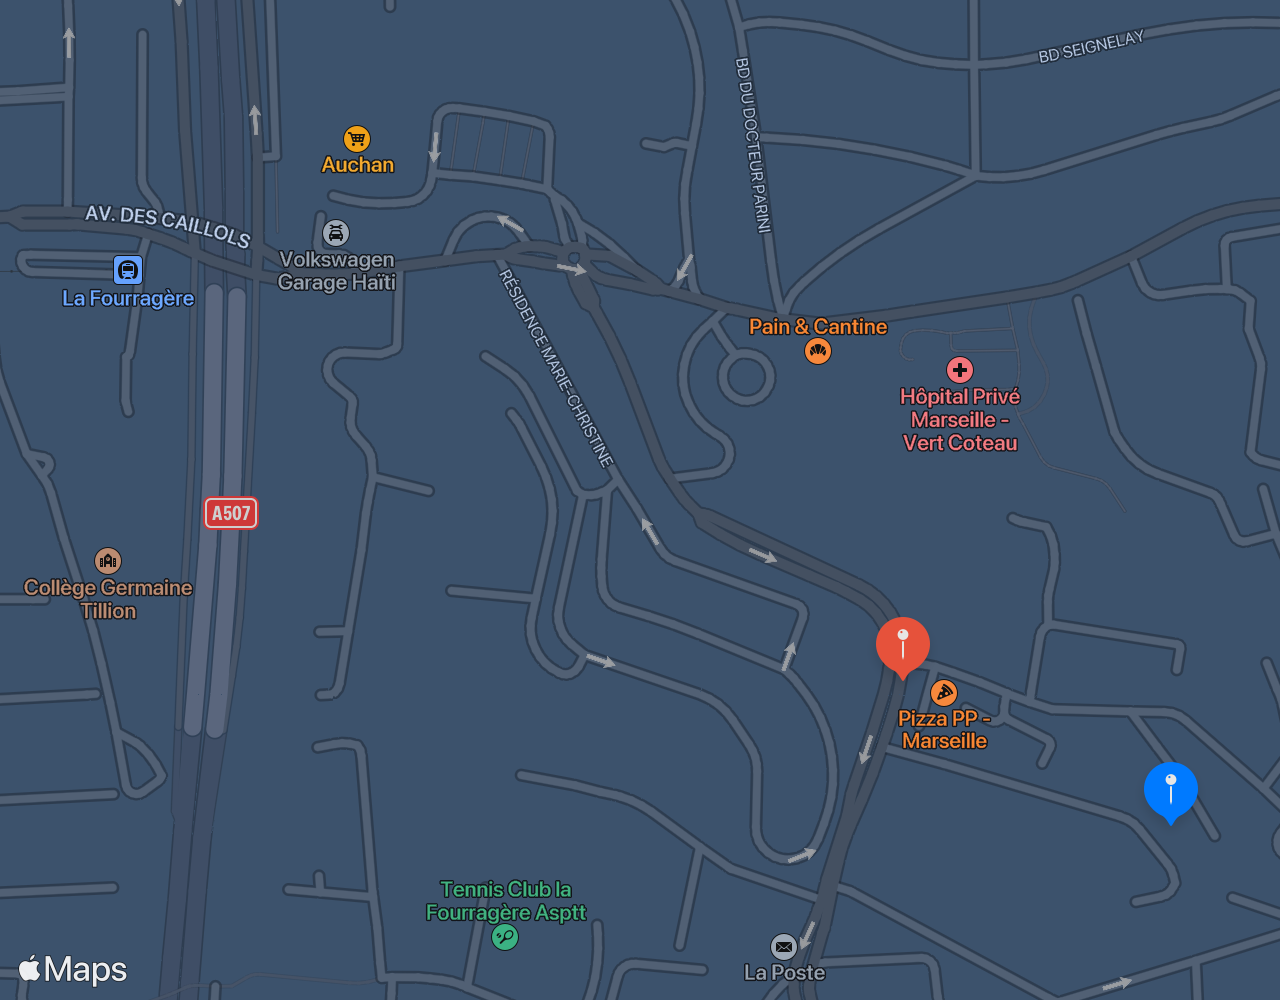 BD SEIGNELAY
BD DU DOCTEUR PARINI
Auchan
AV. DES CAILLOLS
Volkswagen
Garage Haïti
La Fourragère
RÉSIDENCE MARIE-CHRISTINE
Pain & Cantine
Hôpital Privé
Marseille -
Vert Coteau
A507
Collège Germaine
Tillion
Pizza PP -
Marseille
Tennis Club la
Fourragère Asptt
La Poste
Maps